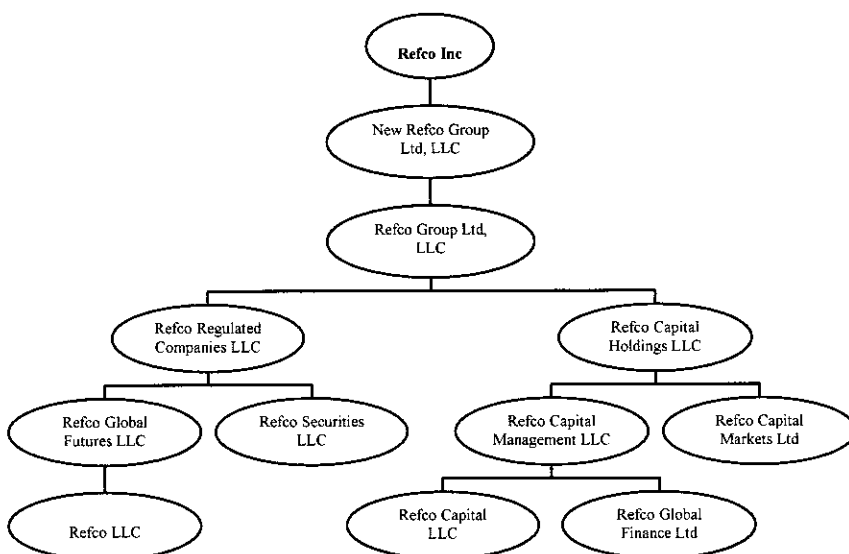 Refco Inc
New Refco Group
Ltd, LLC
Refco Group Ltd,
LLC
Refco Regulated
Companies LLC
Refco Capital
Holdings LLC
Refco Global
Futures LLC
Refco Securities
LLC
Refco Capital
Management LLC
Refco Capital
Markets Ltd
Refco LLC
Refco Capital
LLC
Refco Global
Finance Ltd